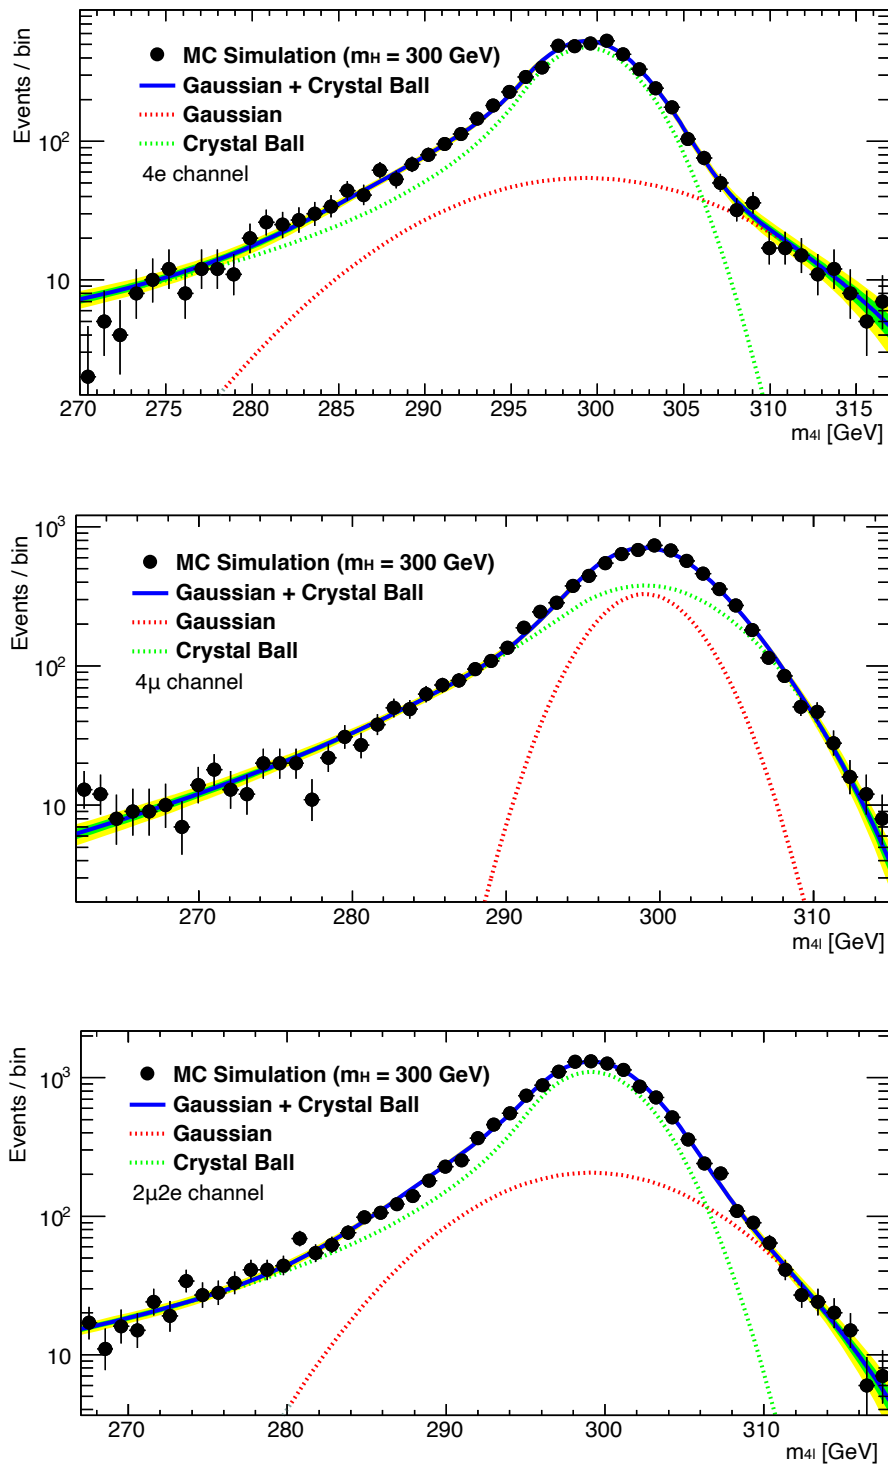 Events / bin
10²
10
MC Simulation (mH = 300 GeV)
Gaussian + Crystal Ball
Gaussian
Crystal Ball
4e channel
270 275 280 285 290 295 300 305 310 315
m4l [GeV]
Events / bin
10³
10²
10
MC Simulation (mH = 300 GeV)
Gaussian + Crystal Ball
Gaussian
Crystal Ball
4μ channel
270 280 290 300 310
m4l [GeV]
Events / bin
10³
10²
10
MC Simulation (mH = 300 GeV)
Gaussian + Crystal Ball
Gaussian
Crystal Ball
2μ2e channel
270 280 290 300 310
m4l [GeV]